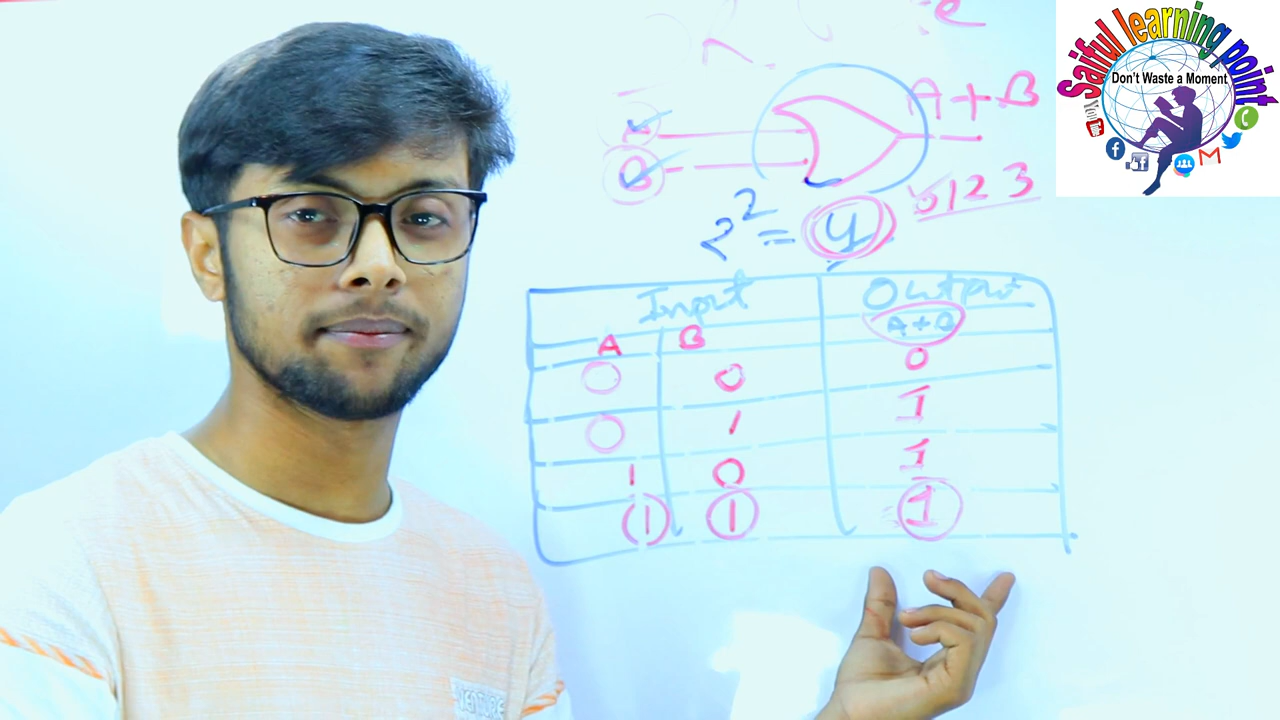 Saiful learning point
Don't Waste a Moment
YouTube
A + B
A
B
0 1 2 3
2² = 4
Input Output
A B A + B
0 0 0
0 1 1
1 0 1
1 1 1